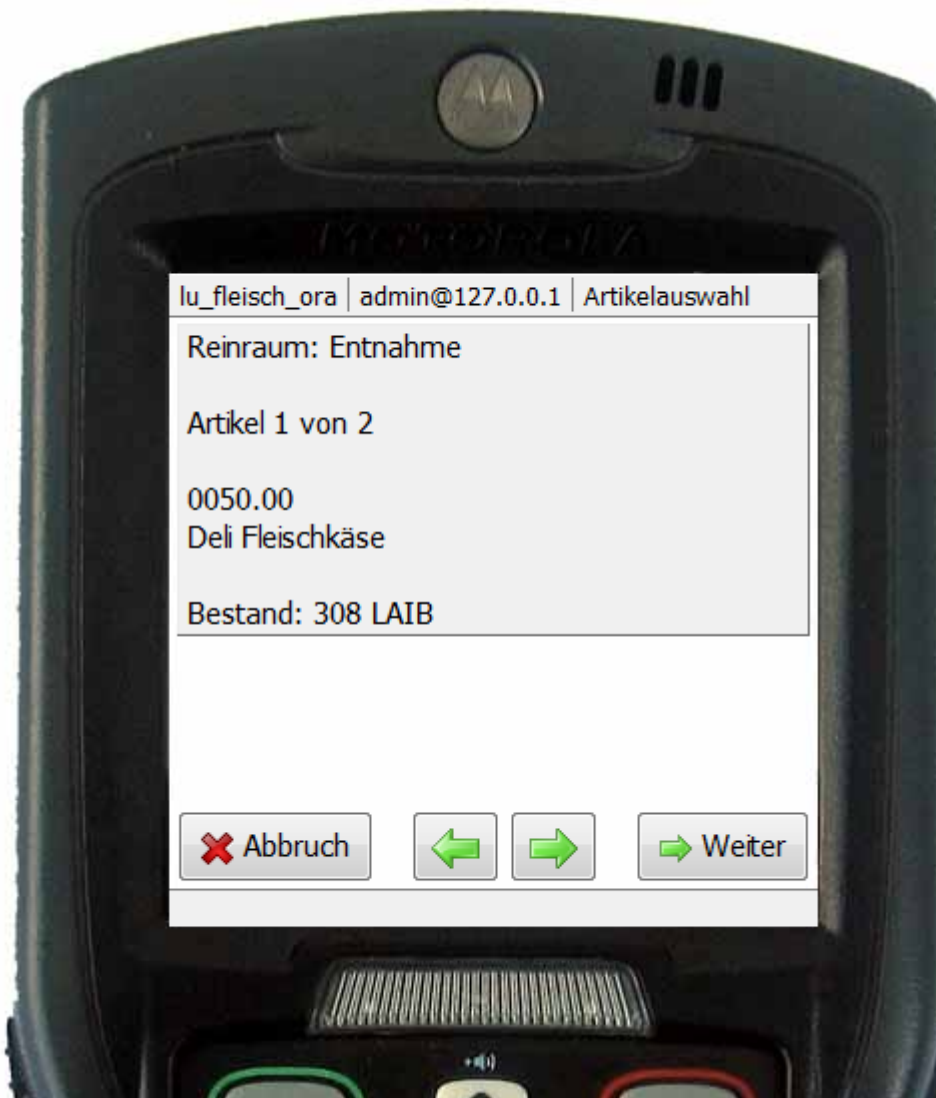 MOTOROLA
lu_fleisch_ora admin@127.0.0.1 Artikelauswahl
Reinraum: Entnahme
Artikel 1 von 2
0050.00
Deli Fleischkäse
Bestand: 308 LAIB
Abbruch Weiter